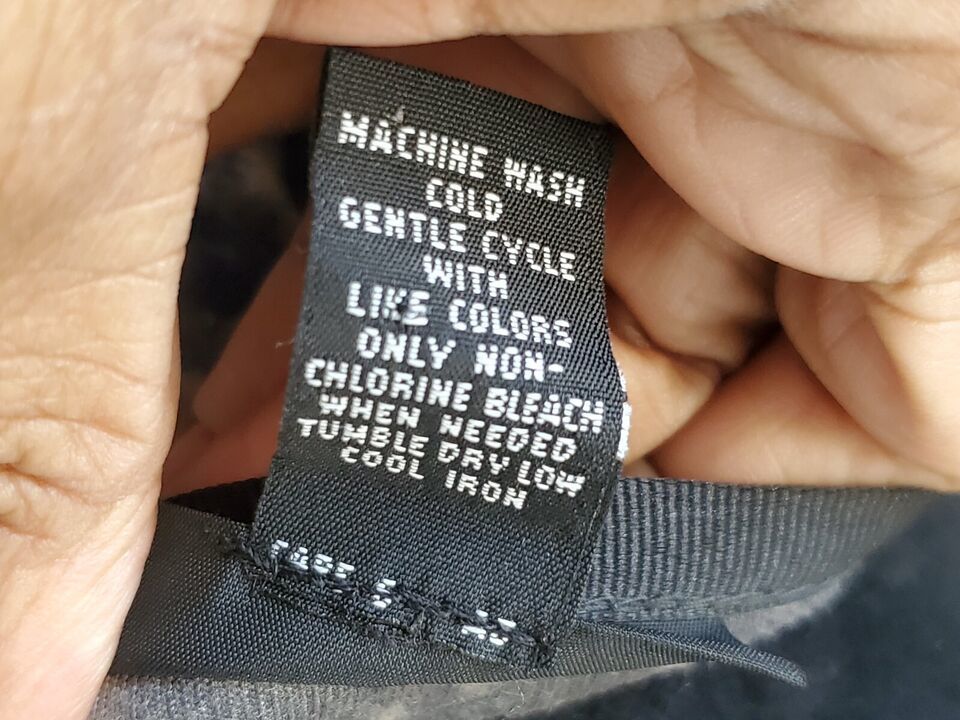 MACHINE WASH
COLD
GENTLE CYCLE
WITH
LIKE COLORS
ONLY NON-
CHLORINE BLEACH
WHEN NEEDED
TUMBLE DRY LOW
COOL IRON